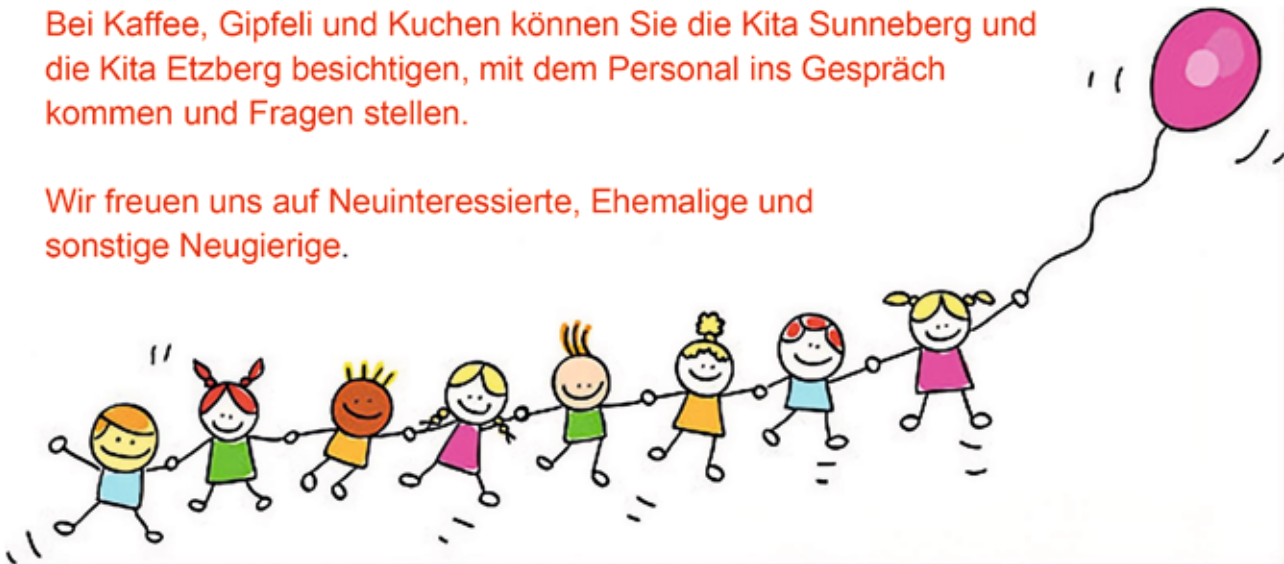 Bei Kaffee, Gipfeli und Kuchen können Sie die Kita Sunneberg und
die Kita Etzberg besichtigen, mit dem Personal ins Gespräch
kommen und Fragen stellen.
Wir freuen uns auf Neuinteressierte, Ehemalige und
sonstige Neugierige.